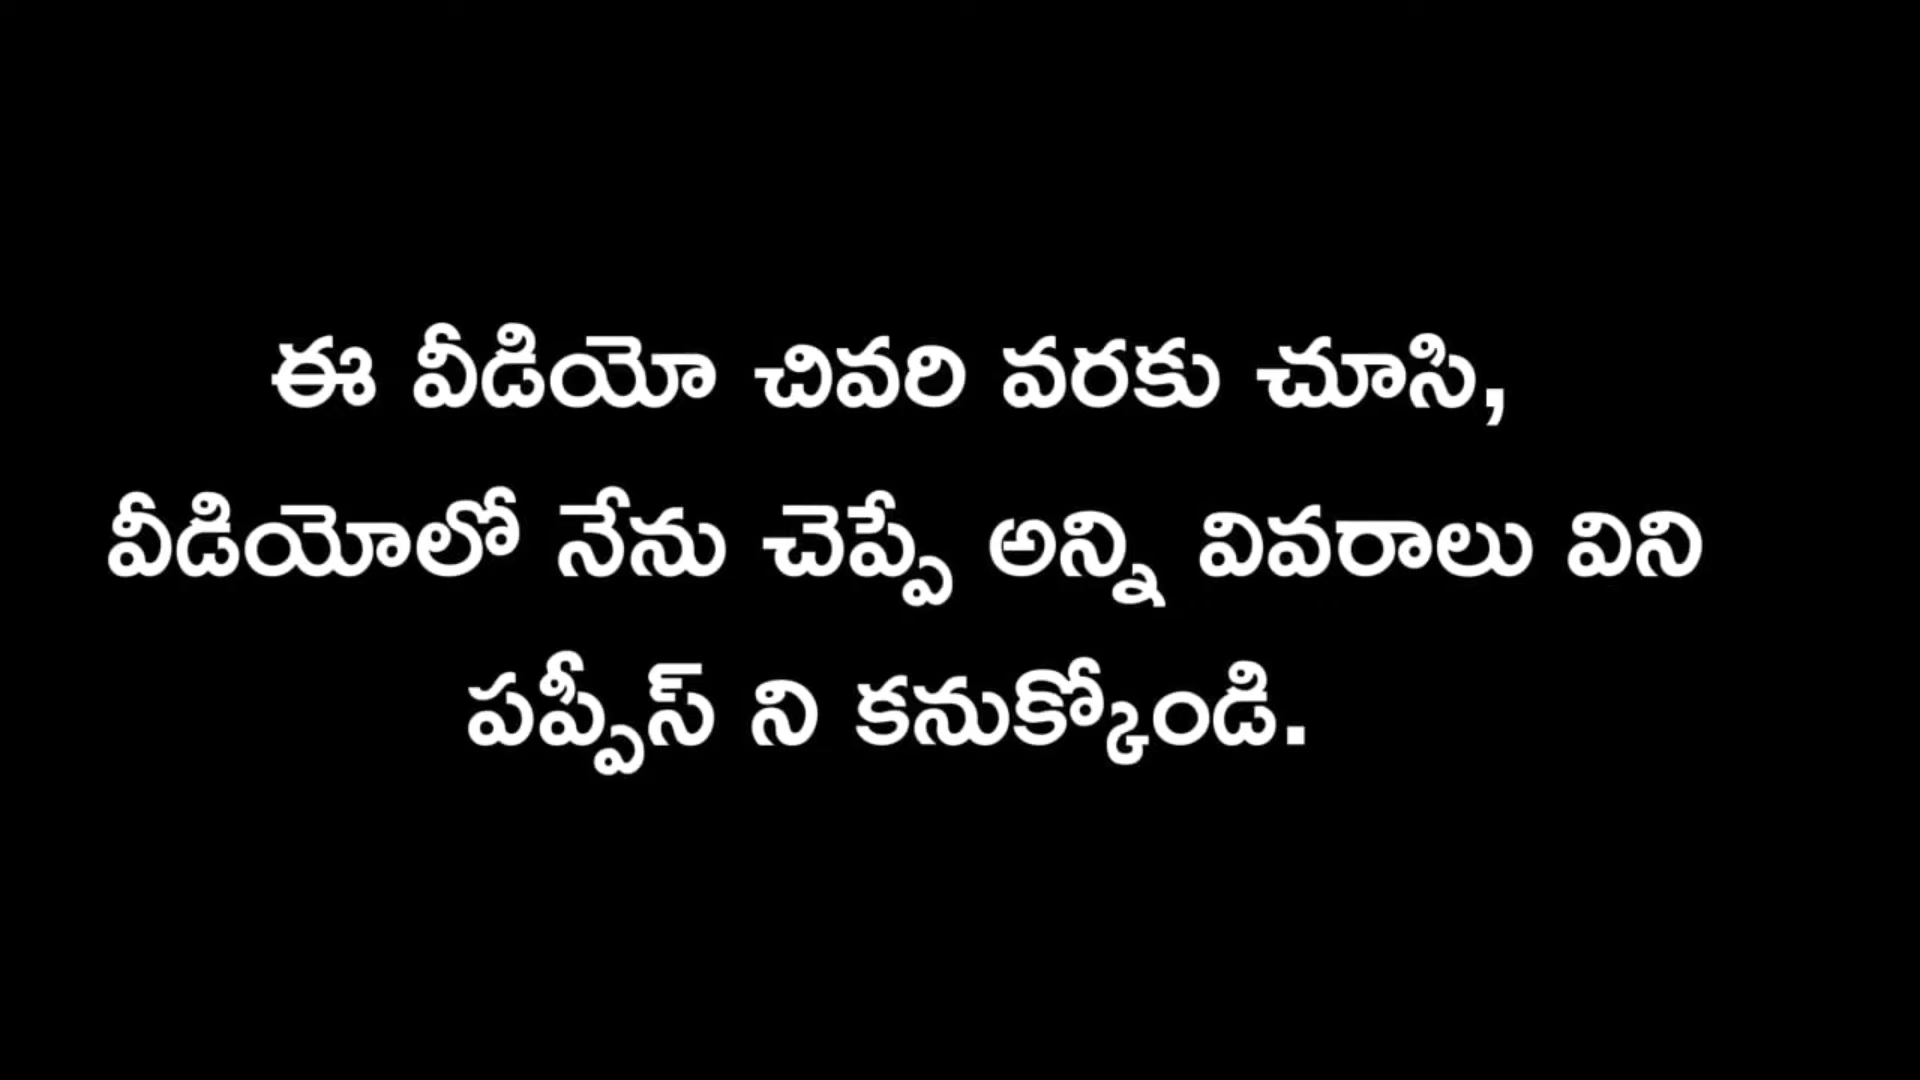 ఈ వీడియో చివరి వరకు చూసి,
వీడియోలో నేను చెప్పే అన్ని వివరాలు విని
పప్పీస్ ని కనుక్కోండి.